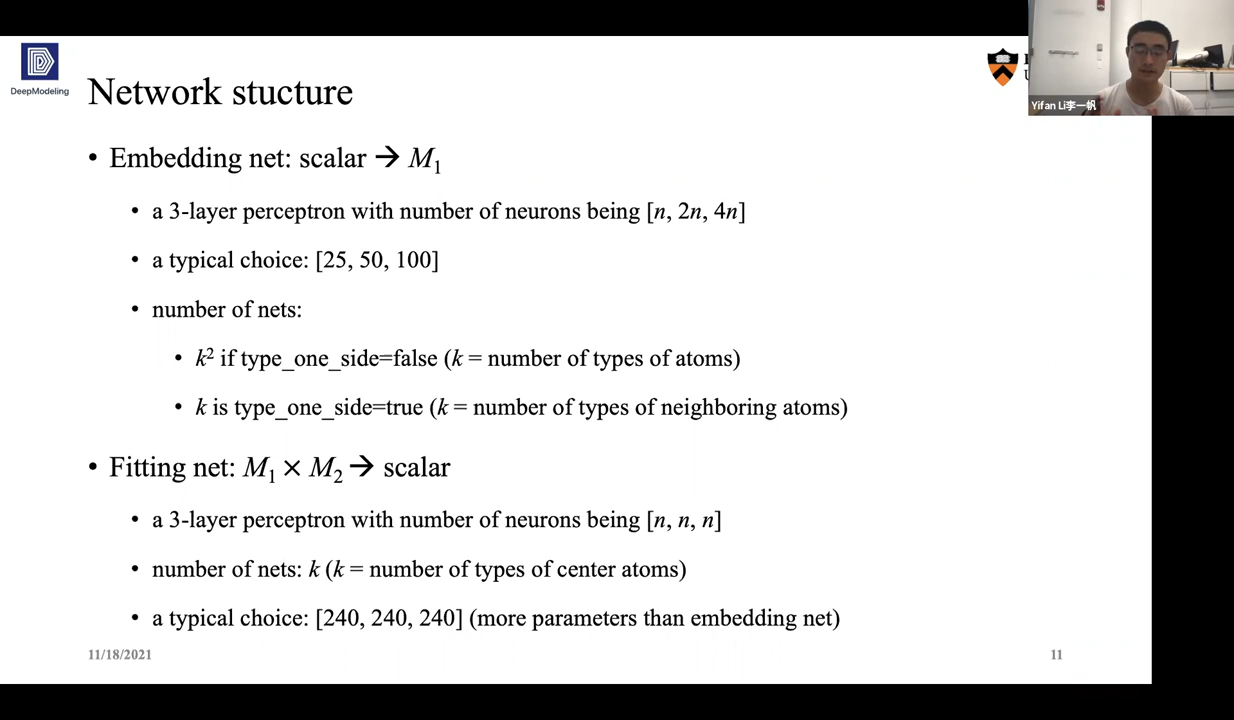 DeepModeling
Network stucture
Yifan Li李一帆
• Embedding net: scalar → M₁
• a 3-layer perceptron with number of neurons being [n, 2n, 4n]
• a typical choice: [25, 50, 100]
• number of nets:
• k² if type_one_side=false (k = number of types of atoms)
• k is type_one_side=true (k = number of types of neighboring atoms)
• Fitting net: M₁ × M₂ → scalar
• a 3-layer perceptron with number of neurons being [n, n, n]
• number of nets: k (k = number of types of center atoms)
• a typical choice: [240, 240, 240] (more parameters than embedding net)
11/18/2021
11